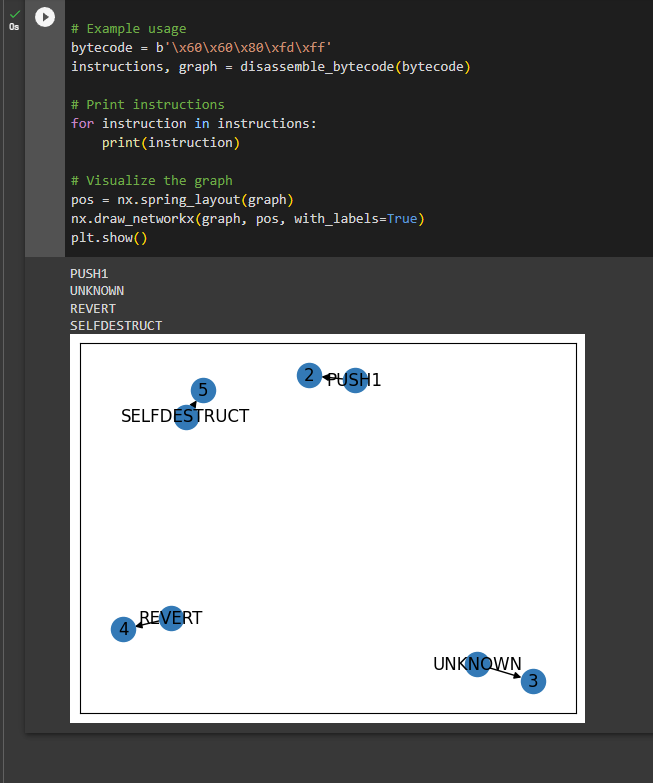 0s
# Example usage
bytecode = b'\x60\x60\x80\xfd\xff'
instructions, graph = disassemble_bytecode(bytecode)
# Print instructions
for instruction in instructions:
    print(instruction)
# Visualize the graph
pos = nx.spring_layout(graph)
nx.draw_networkx(graph, pos, with_labels=True)
plt.show()
PUSH1
UNKNOWN
REVERT
SELFDESTRUCT
2 PUSH1
5
SELFDESTRUCT
REVERT
4
UNKNOWN
3